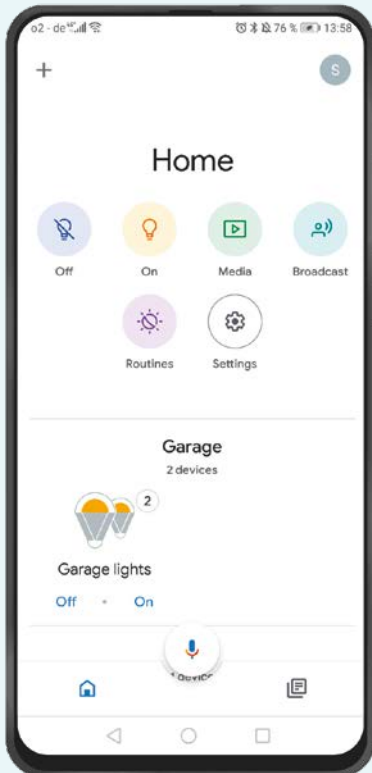 o2 - de 76 % 13:58
S
Home
Off On Media Broadcast
Routines Settings
Garage
2 devices
2
Garage lights
Off • On
device